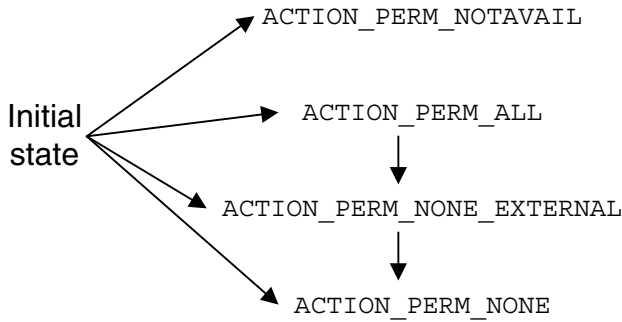 ACTION_PERM_NOTAVAIL
Initial
state
ACTION_PERM_ALL
ACTION_PERM_NONE_EXTERNAL
ACTION_PERM_NONE